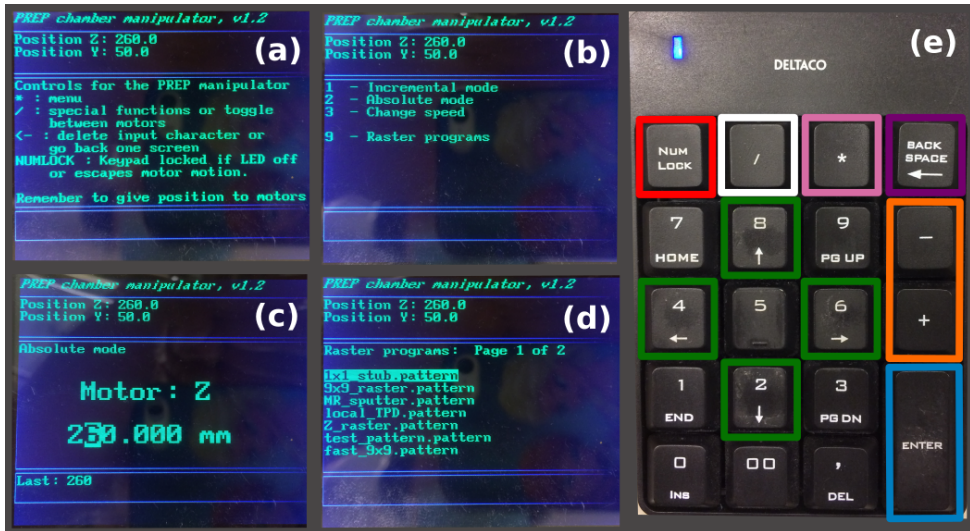 PREP chamber manipulator, v1.2
(a)
Position Z: 260.0
Position Y: 50.0
Controls for the PREP manipulator
* : menu
/ : special functions or toggle
between motors
<- : delete input character or
go back one screen
NUMLOCK : Keypad locked if LED off
or escapes motor motion.
Remember to give position to motors
PREP chamber manipulator, v1.2
(b)
Position Z: 260.0
Position Y: 50.0
1 - Incremental mode
2 - Absolute mode
3 - Change speed
9 - Raster programs
PREP chamber manipulator, v1.2
(c)
Position Z: 260.0
Position Y: 50.0
Absolute mode
Motor: Z
mm
Last: 260
PREP chamber manipulator, v1.2
(d)
Position Z: 260.0
Position Y: 50.0
Raster programs: Page 1 of 2
1x1_stub.pattern
9x9_raster.pattern
MR_sputter.pattern
local_TPD.pattern
Z_raster.pattern
test_pattern.pattern
fast_9x9.pattern
(e)
DELTACO
NUM LOCK
/
*
BACK SPACE ←
7 HOME
8 ↑
9 PG UP
-
4 ←
5
6 →
+
1 END
2 ↓
3 PG DN
ENTER
0 INS
00
, DEL